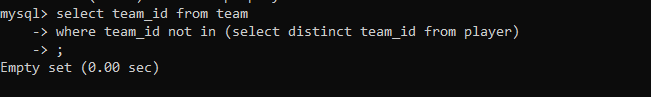 mysql> select team_id from team
-> where team_id not in (select distinct team_id from player)
-> ;
Empty set (0.00 sec)